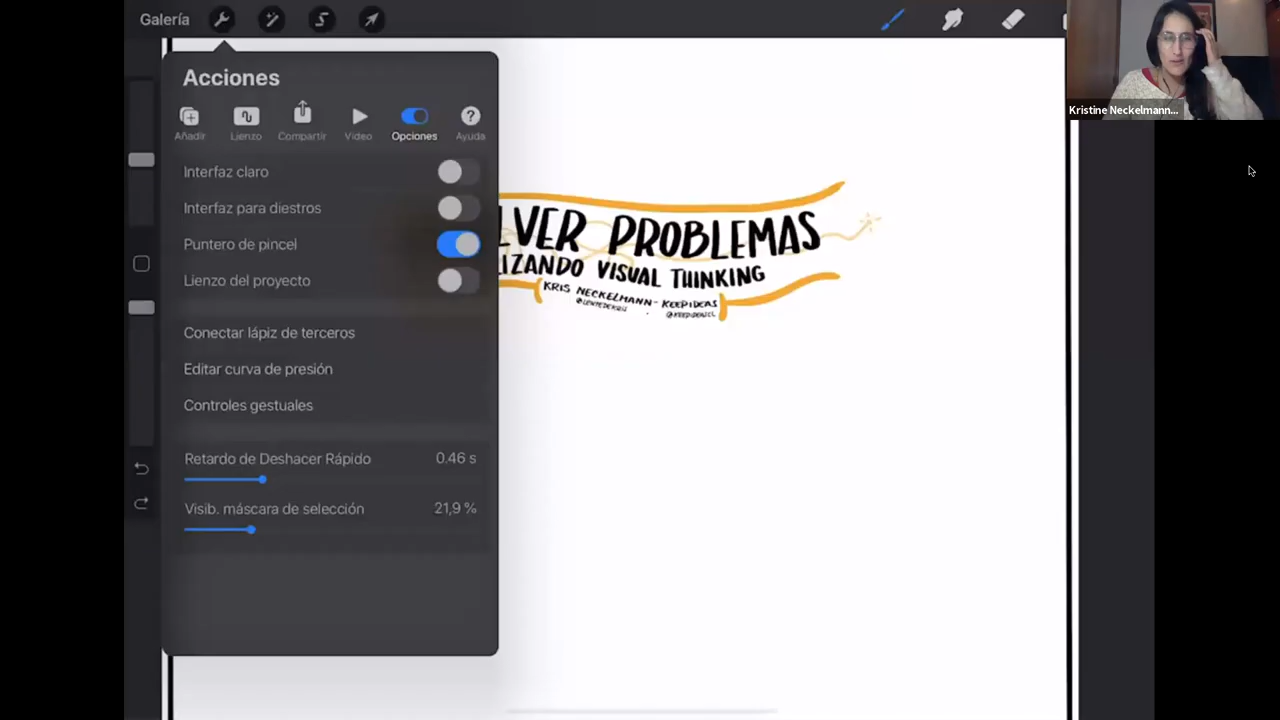 Galería
Kristine Neckelmann...
Acciones
Añadir
Lienzo
Compartir
Vídeo
Opciones
Ayuda
Interfaz claro
Interfaz para diestros
Puntero de pincel
Lienzo del proyecto
Conectar lápiz de terceros
Editar curva de presión
Controles gestuales
Retardo de Deshacer Rápido 0.46 s
Visib. máscara de selección 21,9 %
LVER PROBLEMAS
IZANDO VISUAL THINKING
KRIS NECKELMANN - KEEPIDEAS